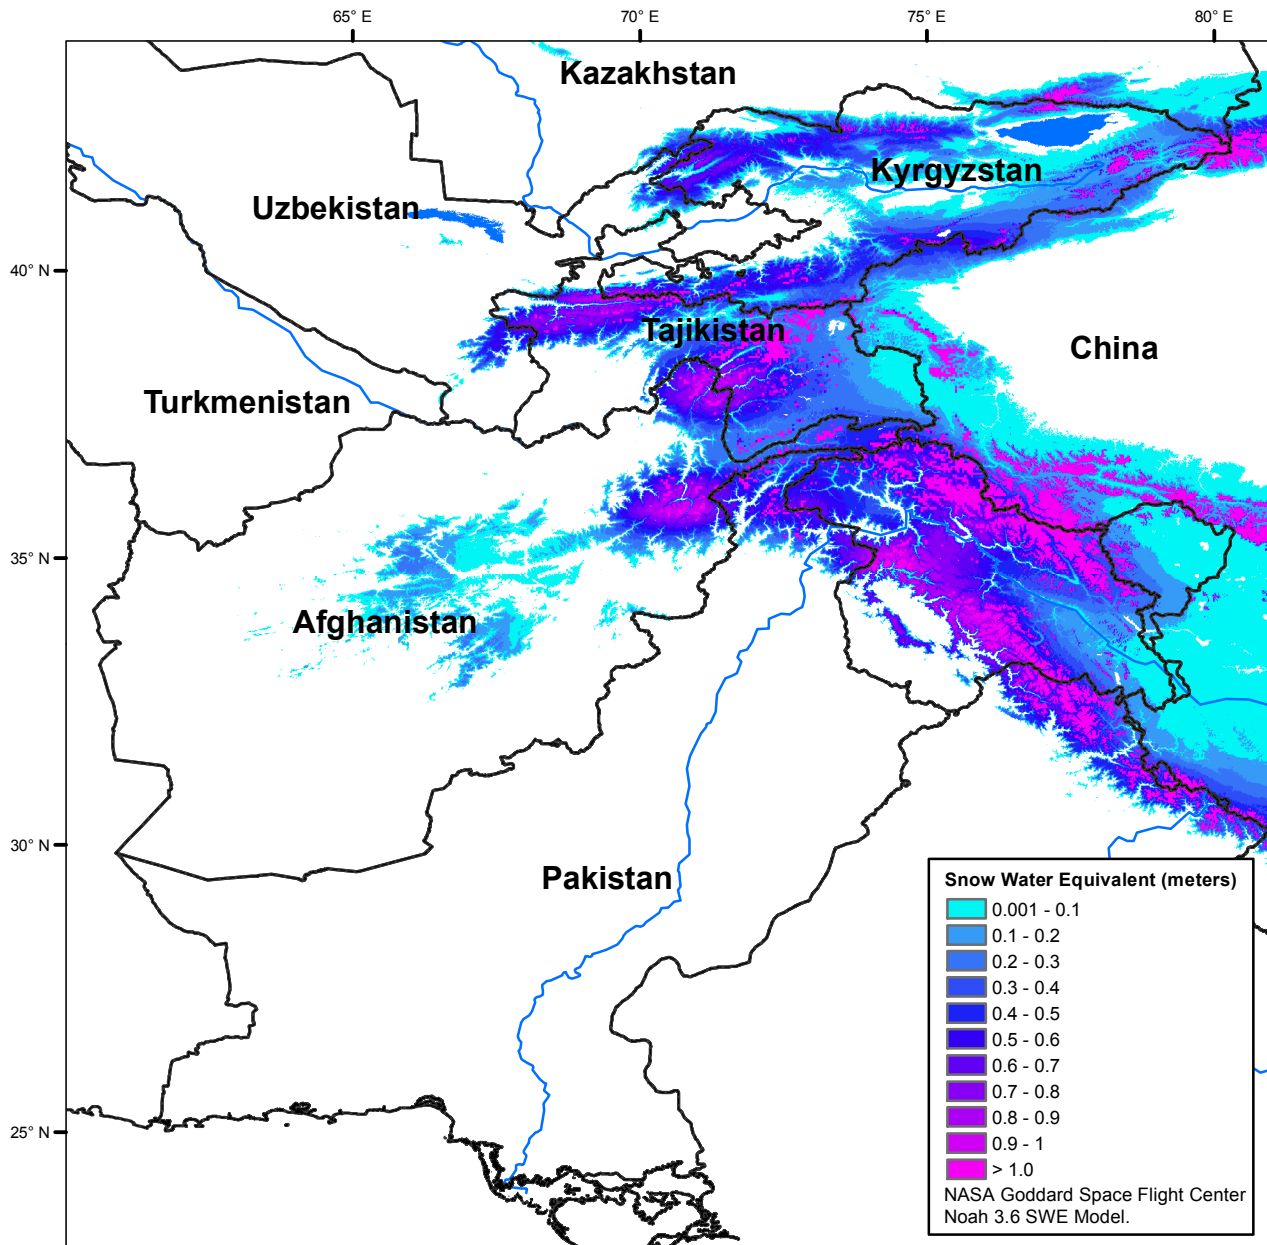 65° E
70° E
75° E
80° E
Kazakhstan
Kyrgyzstan
Uzbekistan
40° N
Tajikistan
China
Turkmenistan
35° N
Afghanistan
30° N
Pakistan
25° N
Snow Water Equivalent (meters)
0.001 - 0.1
0.1 - 0.2
0.2 - 0.3
0.3 - 0.4
0.4 - 0.5
0.5 - 0.6
0.6 - 0.7
0.7 - 0.8
0.8 - 0.9
0.9 - 1
> 1.0
NASA Goddard Space Flight Center
Noah 3.6 SWE Model.